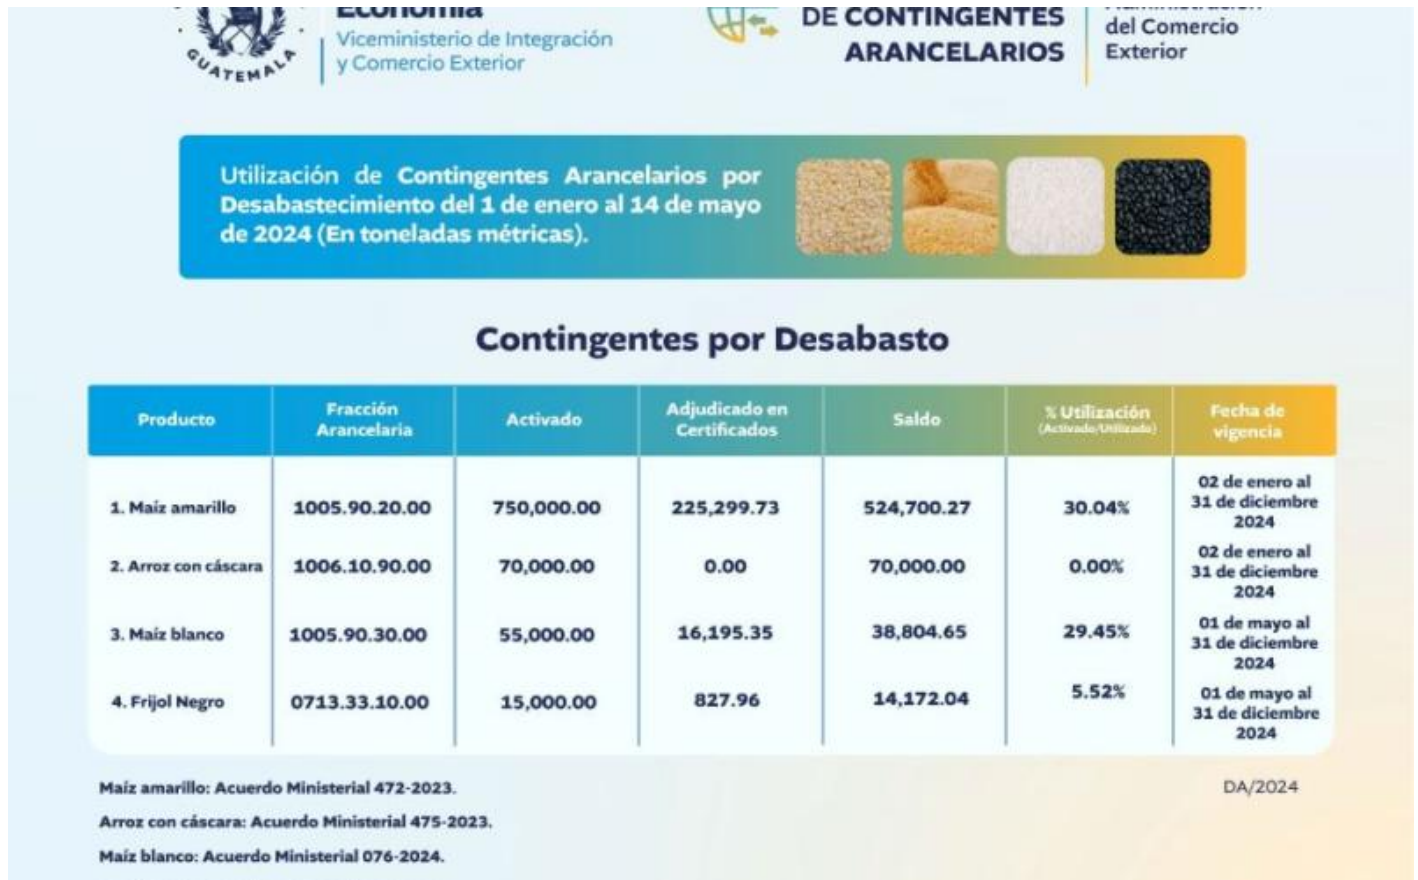 Economía
Viceministerio de Integración
y Comercio Exterior
GUATEMALA
DE CONTINGENTES
ARANCELARIOS
Administración
del Comercio
Exterior
Utilización de Contingentes Arancelarios por
Desabastecimiento del 1 de enero al 14 de mayo
de 2024 (En toneladas métricas).
Contingentes por Desabasto
Producto Fracción Arancelaria Activado Adjudicado en Certificados Saldo % Utilización (Activado/Utilizado) Fecha de vigencia
1. Maíz amarillo 1005.90.20.00 750,000.00 225,299.73 524,700.27 30.04% 02 de enero al 31 de diciembre 2024
2. Arroz con cáscara 1006.10.90.00 70,000.00 0.00 70,000.00 0.00% 02 de enero al 31 de diciembre 2024
3. Maíz blanco 1005.90.30.00 55,000.00 16,195.35 38,804.65 29.45% 01 de mayo al 31 de diciembre 2024
4. Frijol Negro 0713.33.10.00 15,000.00 827.96 14,172.04 5.52% 01 de mayo al 31 de diciembre 2024
Maíz amarillo: Acuerdo Ministerial 472-2023.
DA/2024
Arroz con cáscara: Acuerdo Ministerial 475-2023.
Maíz blanco: Acuerdo Ministerial 076-2024.